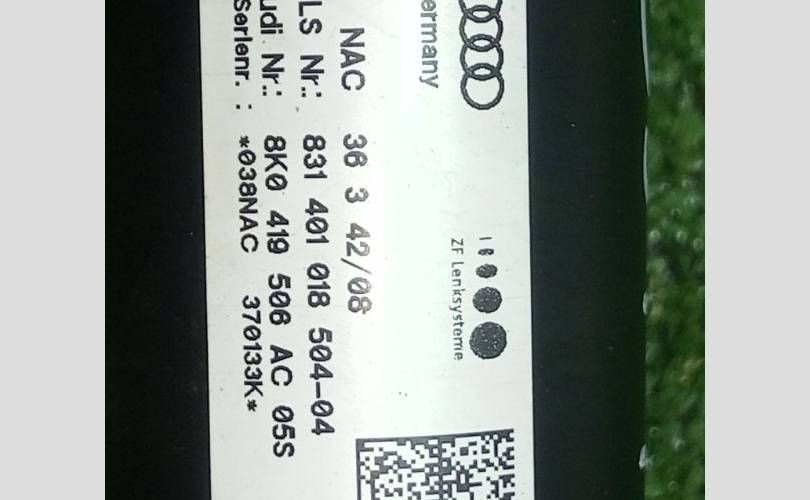 ermany
ZF Lenksysteme
NAC 36 3 42/08
LS Nr.: 831 401 018 504-04
udi Nr.: 8K0 419 506 AC 05S
Serienr. : *038NAC 370133K*